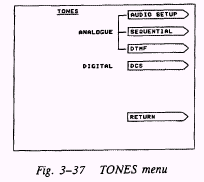 TONES
AUDIO SETUP
ANALOGUE SEQUENTIAL
DTMF
DIGITAL DCS
RETURN
Fig. 3–37 TONES menu